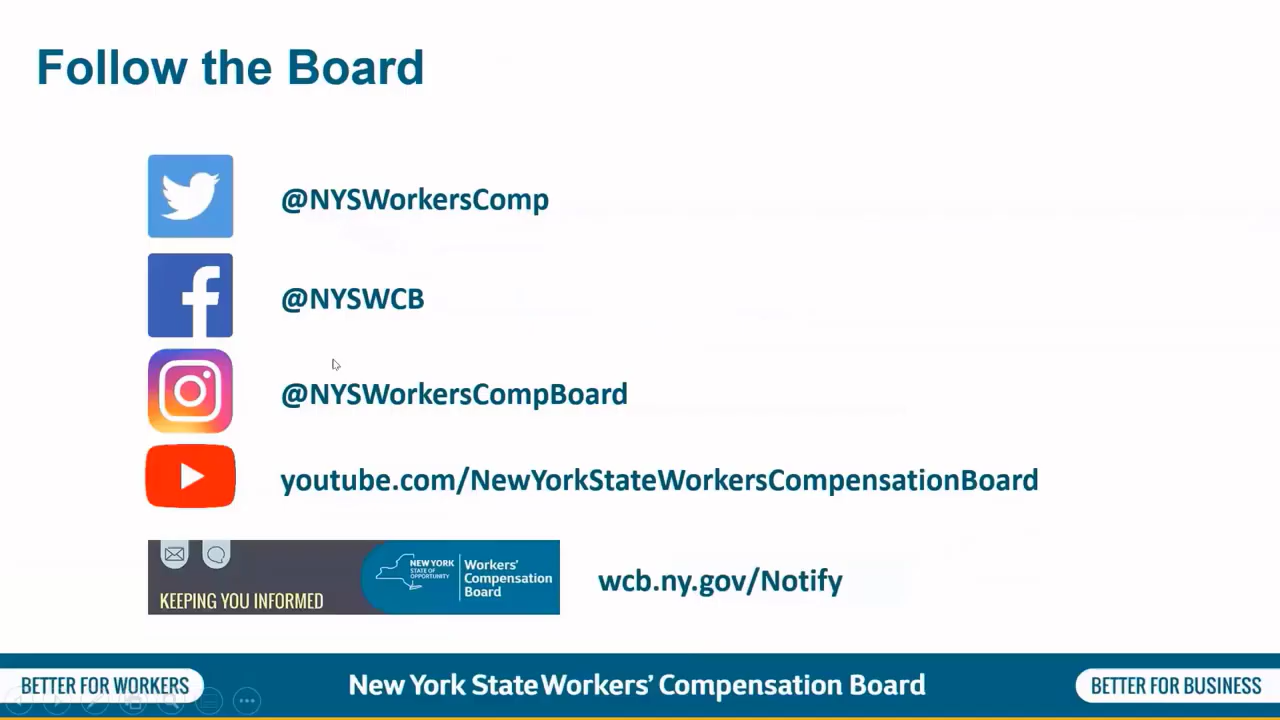 Follow the Board
@NYSWorkersComp
@NYSWCB
@NYSWorkersCompBoard
youtube.com/NewYorkStateWorkersCompensationBoard
KEEPING YOU INFORMED
NEW YORK
STATE OF
OPPORTUNITY
Workers'
Compensation
Board
wcb.ny.gov/Notify
BETTER FOR WORKERS
New York State Workers' Compensation Board
BETTER FOR BUSINESS